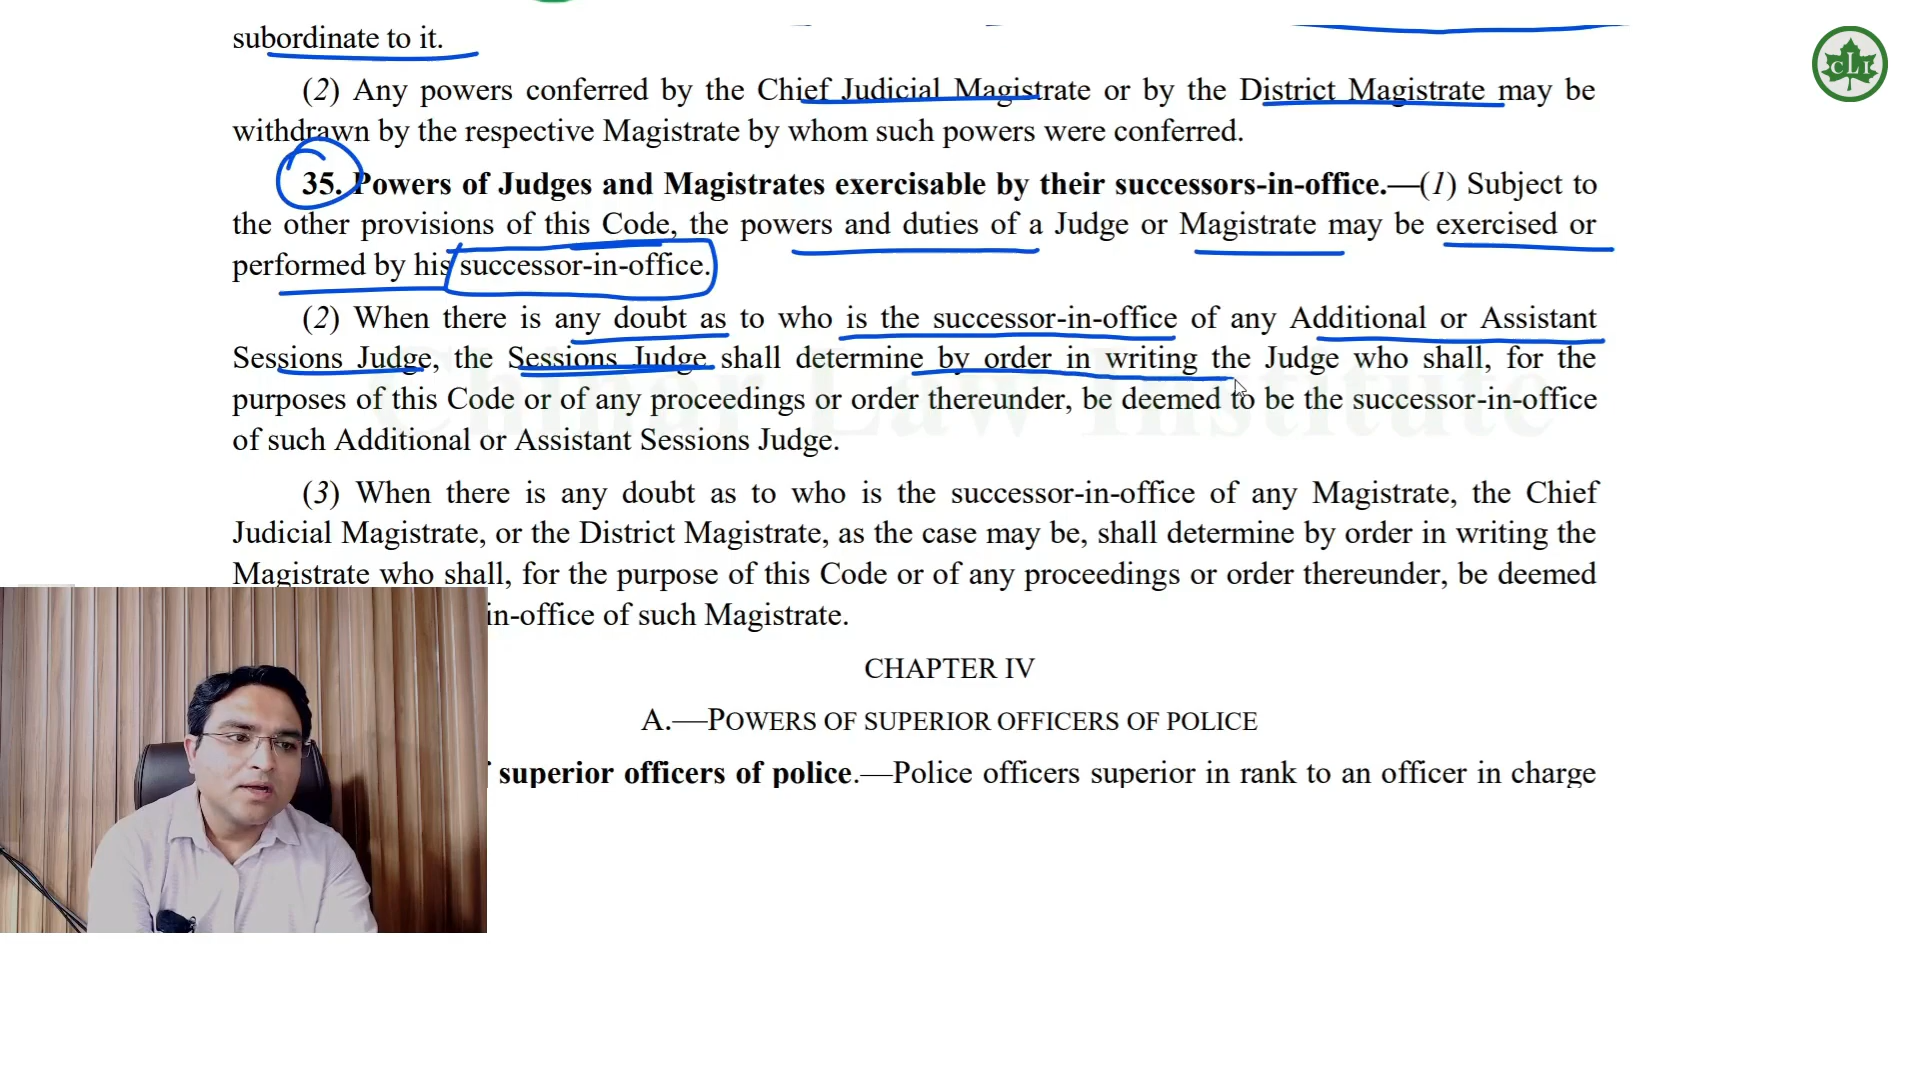 subordinate to it.
CLI
(2) Any powers conferred by the Chief Judicial Magistrate or by the District Magistrate may be
withdrawn by the respective Magistrate by whom such powers were conferred.
35. Powers of Judges and Magistrates exercisable by their successors-in-office.—(1) Subject to
the other provisions of this Code, the powers and duties of a Judge or Magistrate may be exercised or
performed by his successor-in-office.
(2) When there is any doubt as to who is the successor-in-office of any Additional or Assistant
Sessions Judge, the Sessions Judge shall determine by order in writing the Judge who shall, for the
purposes of this Code or of any proceedings or order thereunder, be deemed to be the successor-in-office
of such Additional or Assistant Sessions Judge.
Chinar Law Institute
(3) When there is any doubt as to who is the successor-in-office of any Magistrate, the Chief
Judicial Magistrate, or the District Magistrate, as the case may be, shall determine by order in writing the
Magistrate who shall, for the purpose of this Code or of any proceedings or order thereunder, be deemed
in-office of such Magistrate.
CHAPTER IV
A.—POWERS OF SUPERIOR OFFICERS OF POLICE
superior officers of police.—Police officers superior in rank to an officer in charge